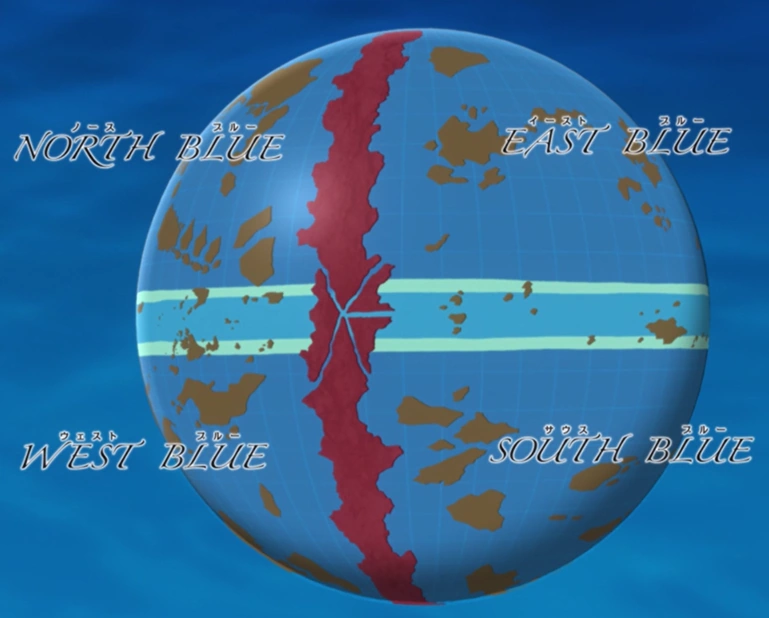 ノース ブルー
NORTH BLUE
イースト ブルー
EAST BLUE
ウェスト ブルー
WEST BLUE
サウス ブルー
SOUTH BLUE